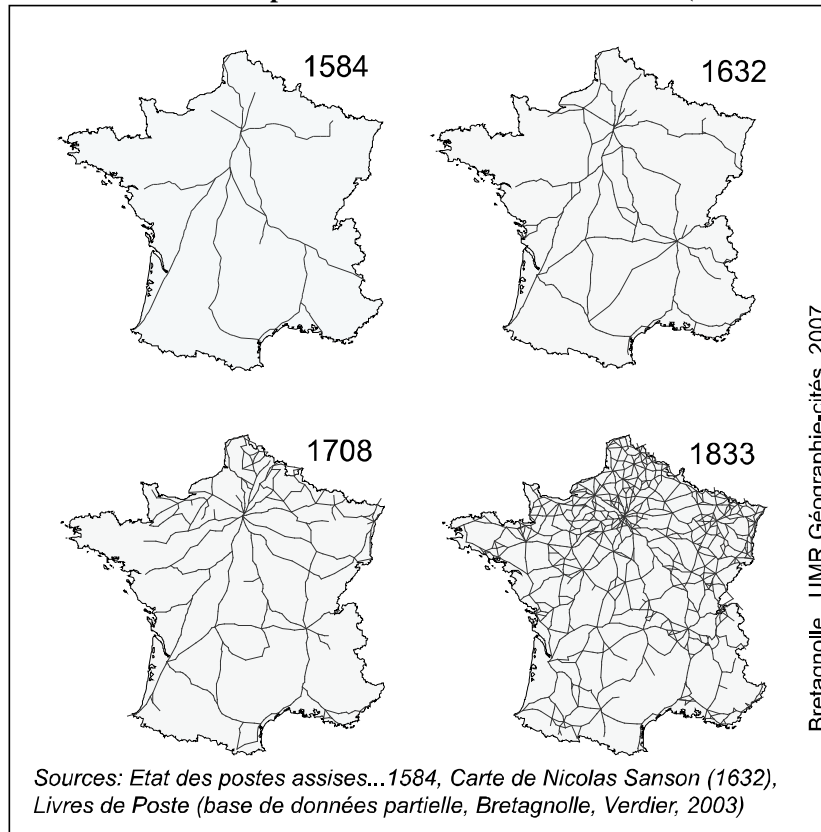 1584
1632
1708
1833
Bretagnolle, UMR Géographie-cités, 2007
Sources: Etat des postes assises...1584, Carte de Nicolas Sanson (1632),
Livres de Poste (base de données partielle, Bretagnolle, Verdier, 2003)